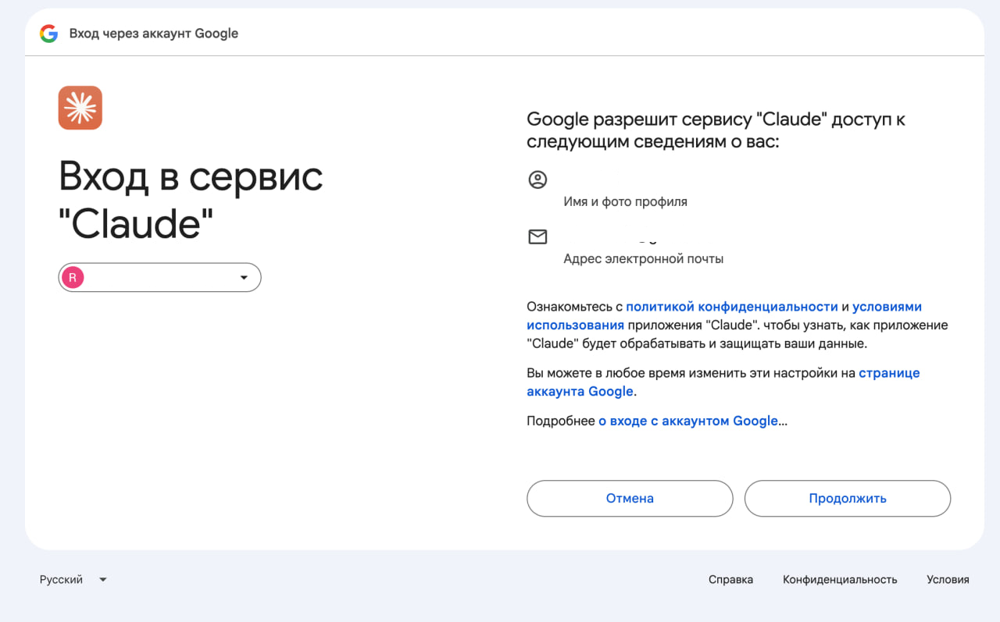 Вход через аккаунт Google
Вход в сервис
"Claude"
R
Google разрешит сервису "Claude" доступ к
следующим сведениям о вас:
Имя и фото профиля
Адрес электронной почты
Ознакомьтесь с политикой конфиденциальности и условиями
использования приложения "Claude". чтобы узнать, как приложение
"Claude" будет обрабатывать и защищать ваши данные.
Вы можете в любое время изменить эти настройки на странице
аккаунта Google.
Подробнее о входе с аккаунтом Google...
Отмена
Продолжить
Русский
Справка
Конфиденциальность
Условия